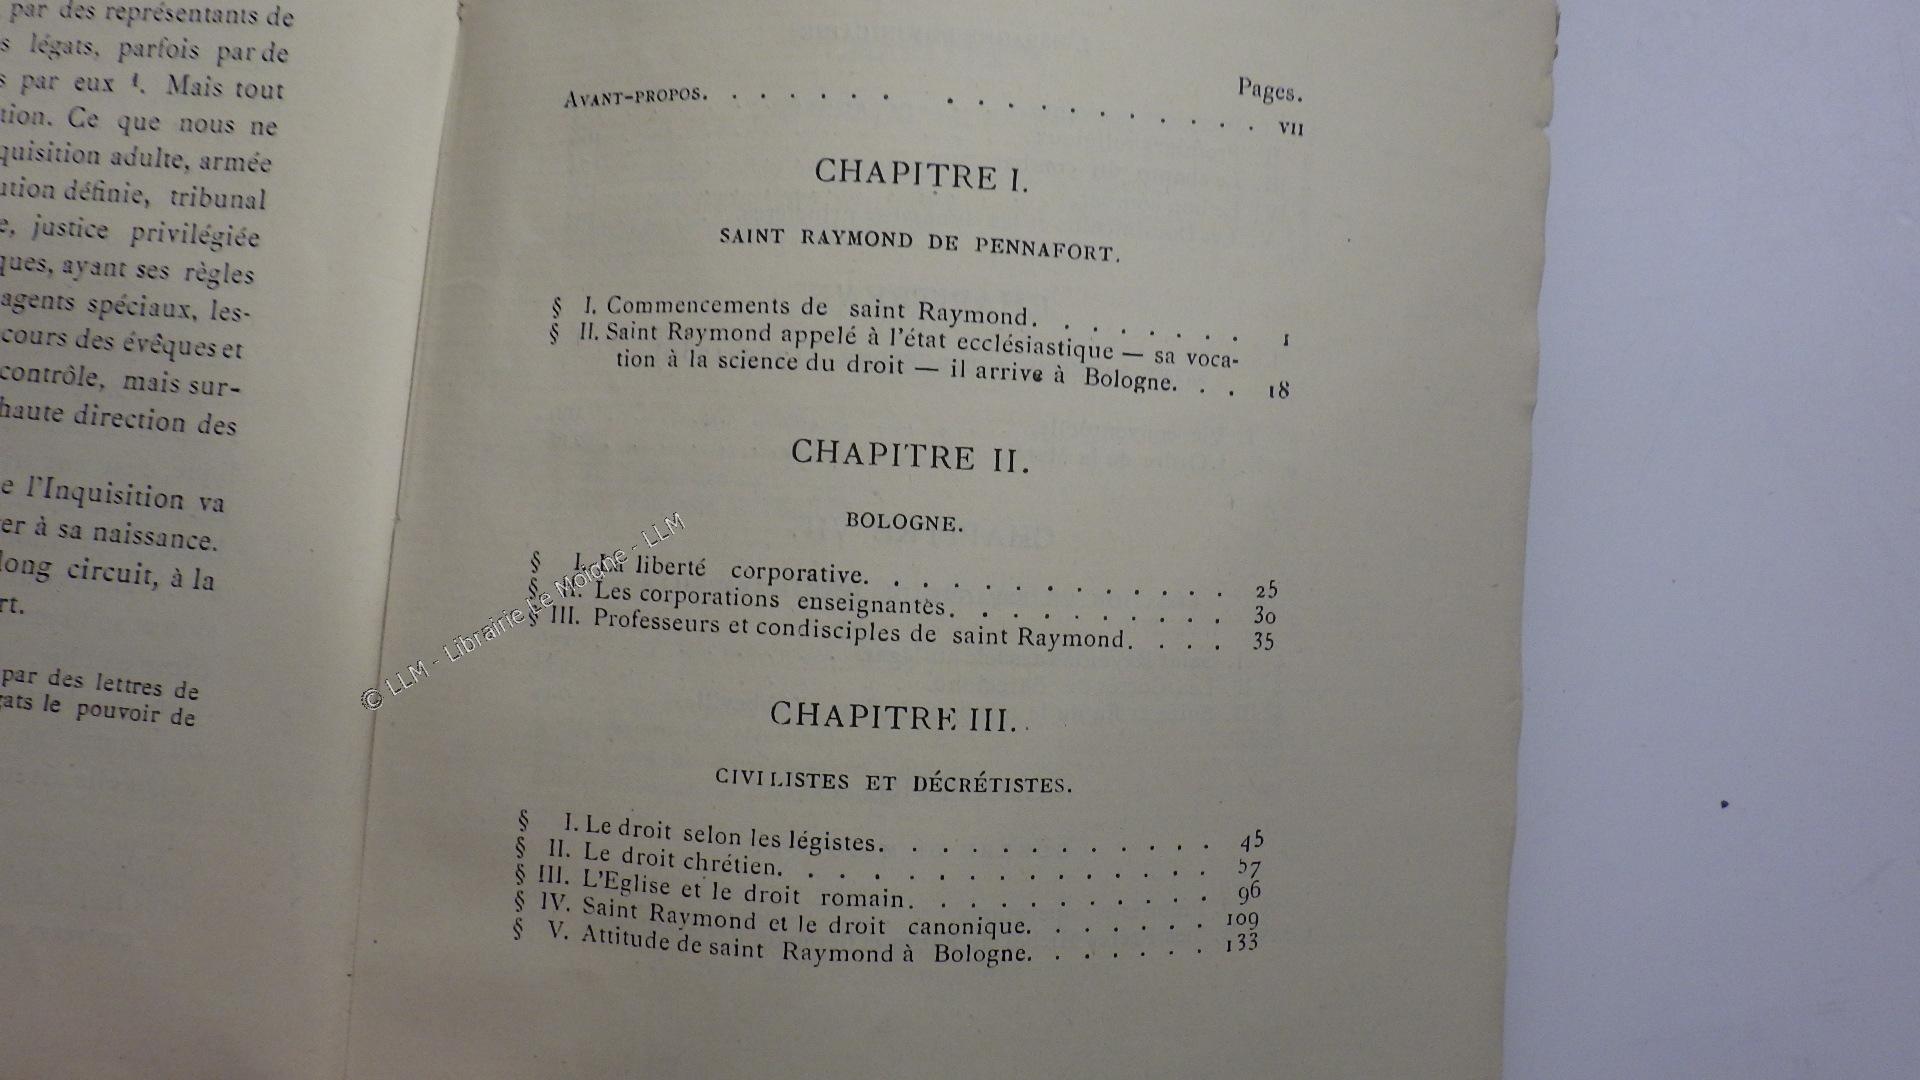 par des représentants de
légats, parfois par de
s par eux ¹. Mais tout
tion. Ce que nous ne
quisition adulte, armée
ution définie, tribunal
e, justice privilégiée
ques, ayant ses règles
agents spéciaux, les-
cours des évêques et
contrôle, mais sur-
haute direction des
e l'Inquisition va
er à sa naissance.
long circuit, à la
rt.
par des lettres de
gats le pouvoir de
Pages.
AVANT-PROPOS. . . . . . . . . . . . . . . . . . VII
CHAPITRE I.
SAINT RAYMOND DE PENNAFORT.
§ I. Commencements de saint Raymond. . . . . . . . 1
§ II. Saint Raymond appelé à l'état ecclésiastique — sa voca-
tion à la science du droit — il arrive à Bologne. . . 18
CHAPITRE II.
BOLOGNE.
§ I. La liberté corporative. . . . . . . . . . . . . 25
§ II. Les corporations enseignantes. . . . . . . . . . 30
§ III. Professeurs et condisciples de saint Raymond. . . . 35
CHAPITRE III.
CIVILISTES ET DÉCRÉTISTES.
§ I. Le droit selon les légistes. . . . . . . . . . . . 45
§ II. Le droit chrétien. . . . . . . . . . . . . . . 57
§ III. L'Eglise et le droit romain. . . . . . . . . . . 96
§ IV. Saint Raymond et le droit canonique. . . . . . . 109
§ V. Attitude de saint Raymond à Bologne. . . . . . . 133
© LLM - Librairie Le Moigne - LLM